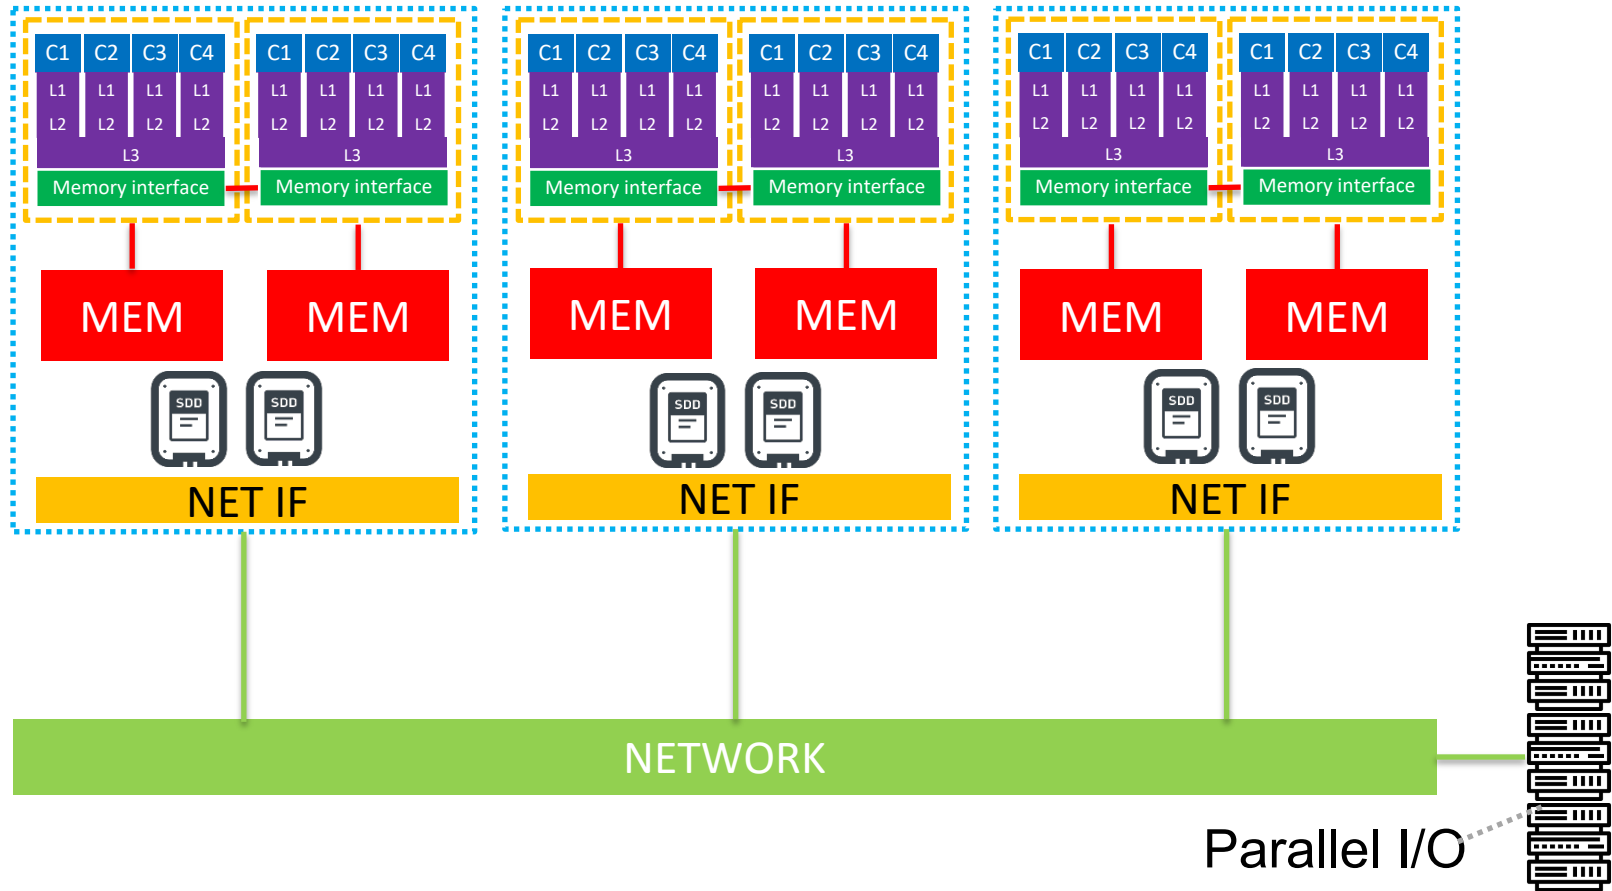 C1 C2 C3 C4 C1 C2 C3 C4
L1 L1 L1 L1 L1 L1 L1 L1
L2 L2 L2 L2 L2 L2 L2 L2
L3 L3
Memory interface Memory interface
MEM MEM
SDD SDD
NET IF
C1 C2 C3 C4 C1 C2 C3 C4
L1 L1 L1 L1 L1 L1 L1 L1
L2 L2 L2 L2 L2 L2 L2 L2
L3 L3
Memory interface Memory interface
MEM MEM
SDD SDD
NET IF
C1 C2 C3 C4 C1 C2 C3 C4
L1 L1 L1 L1 L1 L1 L1 L1
L2 L2 L2 L2 L2 L2 L2 L2
L3 L3
Memory interface Memory interface
MEM MEM
SDD SDD
NET IF
NETWORK
Parallel I/O